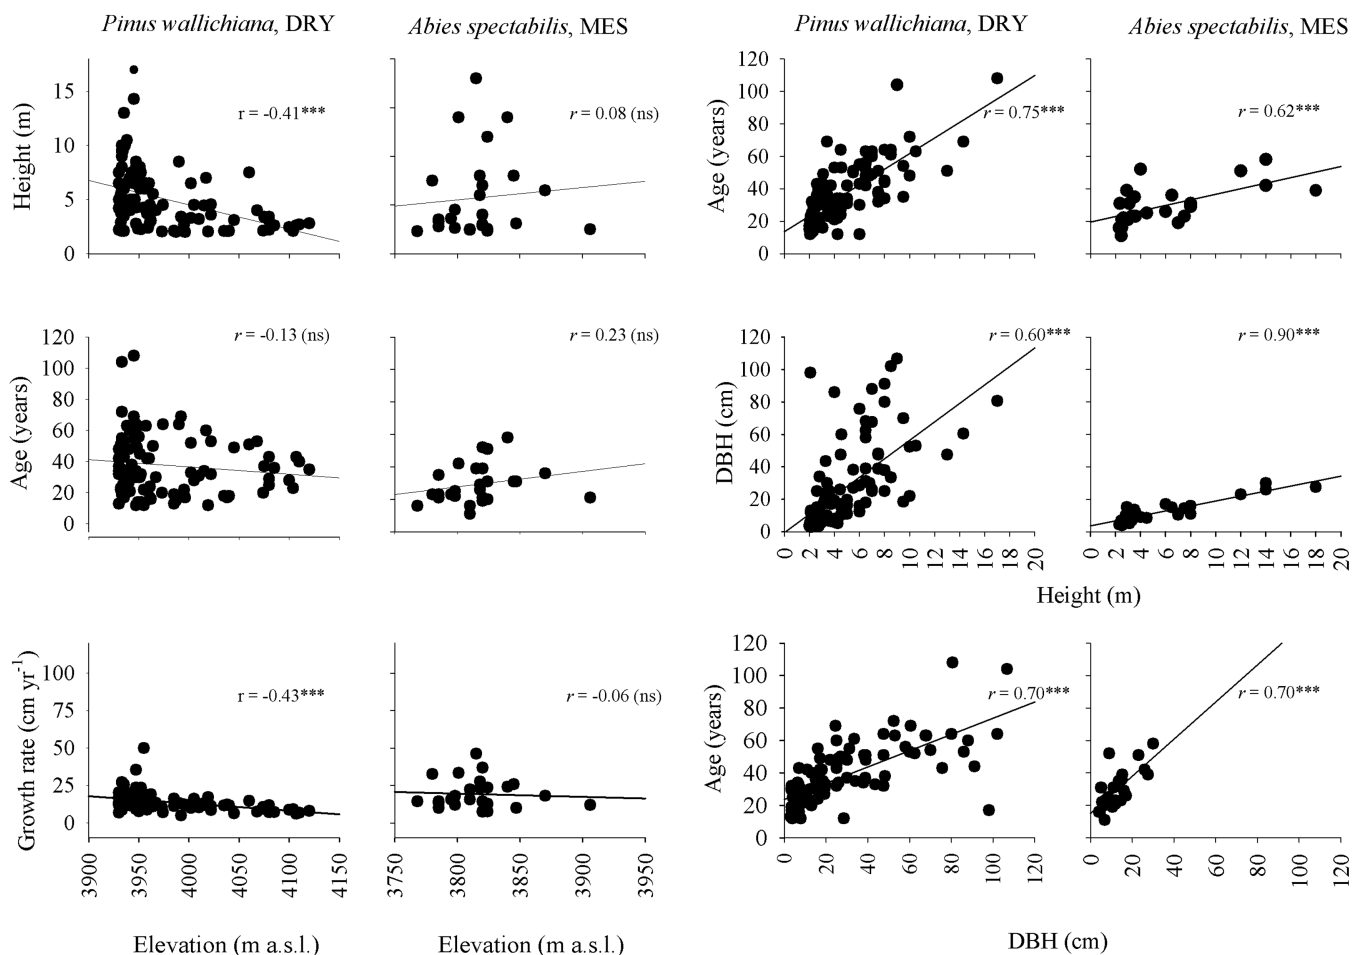 Pinus wallichiana, DRY
Abies spectabilis, MES
Pinus wallichiana, DRY
Abies spectabilis, MES
Height (m)
15
10
5
0
r = -0.41***
r = 0.08 (ns)
Age (years)
120
100
80
60
40
20
0
r = 0.75***
r = 0.62***
Age (years)
120
100
80
60
40
20
0
r = -0.13 (ns)
r = 0.23 (ns)
DBH (cm)
120
100
80
60
40
20
0
r = 0.60***
r = 0.90***
0 2 4 6 8 10 12 14 16 18 20
0 2 4 6 8 10 12 14 16 18 20
Height (m)
Growth rate (cm yr-1)
100
75
50
25
0
r = -0.43***
r = -0.06 (ns)
3900 3950 4000 4050 4100 4150
3750 3800 3850 3900 3950
Elevation (m a.s.l.)
Elevation (m a.s.l.)
Age (years)
120
100
80
60
40
20
0
r = 0.70***
r = 0.70***
0 20 40 60 80 100 120
0 20 40 60 80 100 120
DBH (cm)